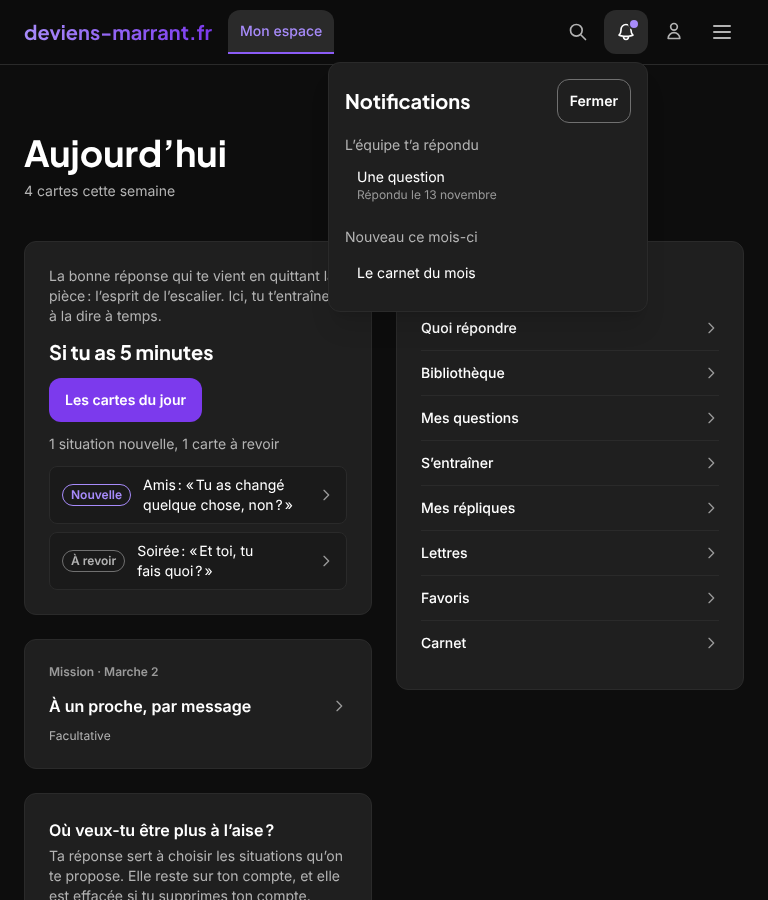 deviens-marrant.fr
Mon espace
Notifications
Fermer
L’équipe t’a répondu
Une question
Répondu le 13 novembre
Nouveau ce mois-ci
Le carnet du mois
Aujourd’hui
4 cartes cette semaine
La bonne réponse qui te vient en quittant
pièce : l’esprit de l’escalier. Ici, tu t’entraîne
à la dire à temps.
Si tu as 5 minutes
Les cartes du jour
1 situation nouvelle, 1 carte à revoir
Nouvelle
Amis : « Tu as changé
quelque chose, non ? »
À revoir
Soirée : « Et toi, tu
fais quoi ? »
Mission · Marche 2
À un proche, par message
Facultative
Où veux-tu être plus à l’aise ?
Ta réponse sert à choisir les situations qu’on
te propose. Elle reste sur ton compte, et elle
est effacée si tu supprimes ton compte.
Quoi répondre
Bibliothèque
Mes questions
S’entraîner
Mes répliques
Lettres
Favoris
Carnet